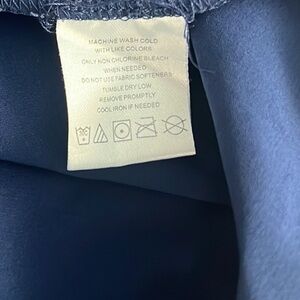 MACHINE WASH COLD
WITH LIKE COLORS
ONLY NON CHLORINE BLEACH
WHEN NEEDED
DO NOT USE FABRIC SOFTENERS
TUMBLE DRY LOW
REMOVE PROMPTLY
COOL IRON IF NEEDED